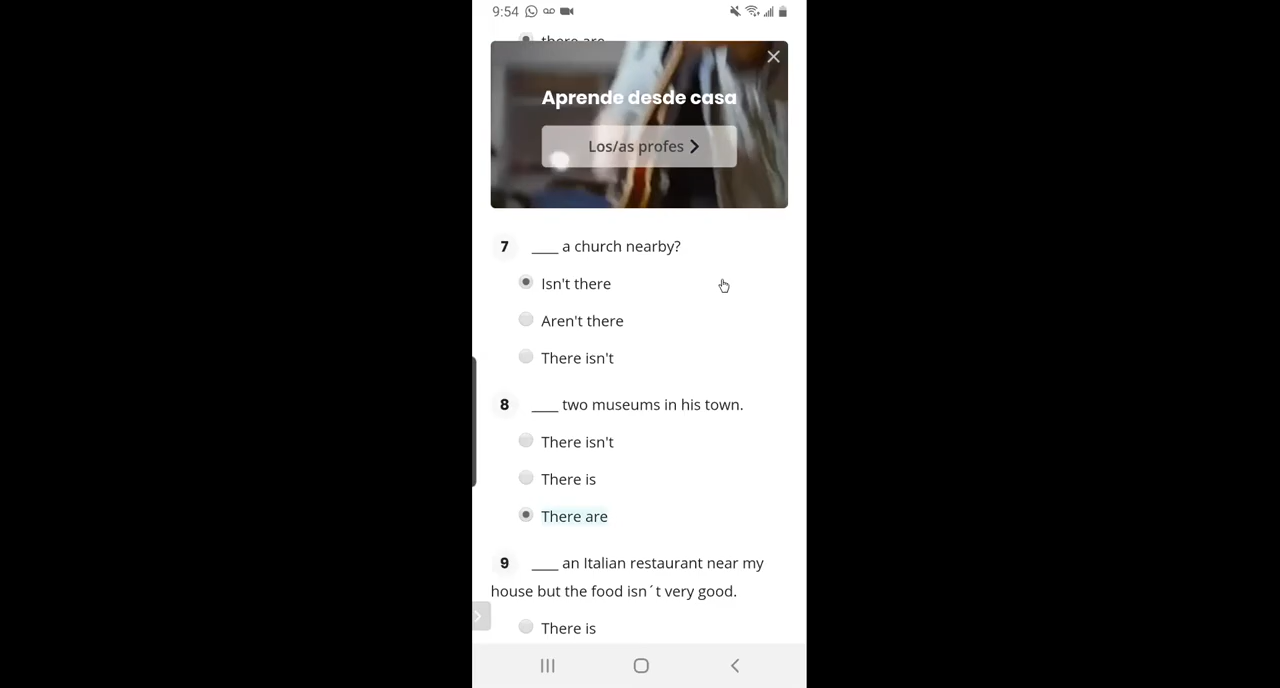 9:54
there are
Aprende desde casa
Los/as profes
7 ____ a church nearby?
Isn't there
Aren't there
There isn't
8 ____ two museums in his town.
There isn't
There is
There are
9 ____ an Italian restaurant near my
house but the food isn´t very good.
There is